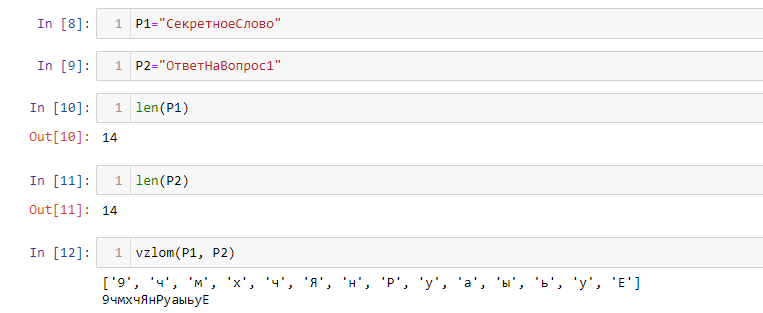 In [8]: 1 P1="СекретноеСлово"
In [9]: 1 P2="ОтветНаВопрос1"
In [10]: 1 len(P1)
Out[10]: 14
In [11]: 1 len(P2)
Out[11]: 14
In [12]: 1 vzlom(P1, P2)
['9', 'ч', 'м', 'х', 'ч', 'Я', 'н', 'Р', 'у', 'а', 'ы', 'ь', 'у', 'Е']
9чмхчЯнРуаыьуЕ